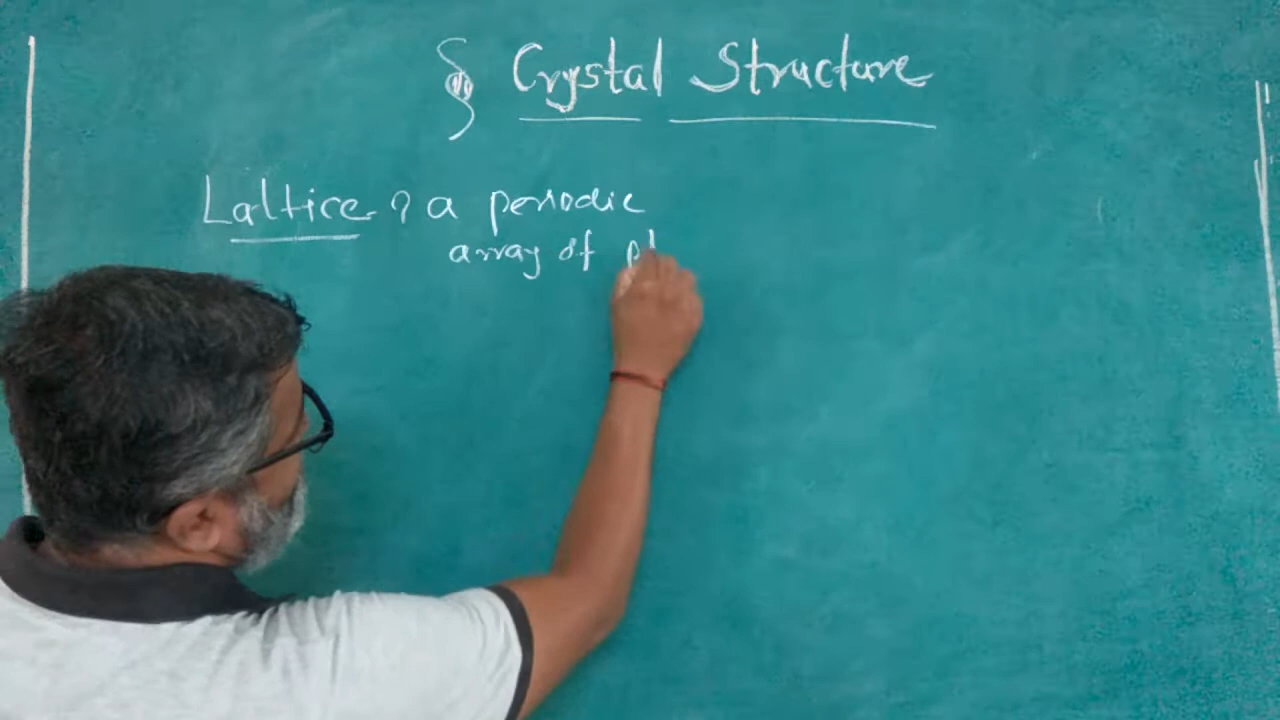 § Crystal Structure
Lattice : a periodic
array of